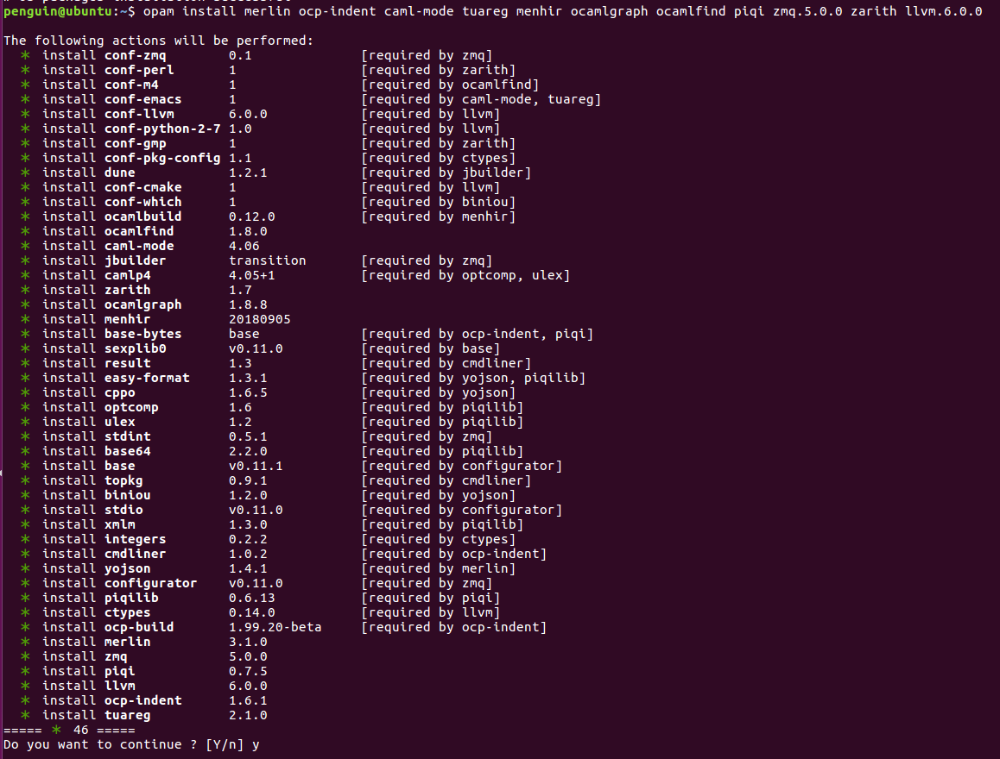 penguin@ubuntu:~$ opam install merlin ocp-indent caml-mode tuareg menhir ocamlgraph ocamlfind piqi zmq.5.0.0 zarith llvm.6.0.0
The following actions will be performed:
∗ install conf-zmq 0.1 [required by zmq]
∗ install conf-perl 1 [required by zarith]
∗ install conf-m4 1 [required by ocamlfind]
∗ install conf-emacs 1 [required by caml-mode, tuareg]
∗ install conf-llvm 6.0.0 [required by llvm]
∗ install conf-python-2-7 1.0 [required by llvm]
∗ install conf-gmp 1 [required by zarith]
∗ install conf-pkg-config 1.1 [required by ctypes]
∗ install dune 1.2.1 [required by jbuilder]
∗ install conf-cmake 1 [required by llvm]
∗ install conf-which 1 [required by biniou]
∗ install ocamlbuild 0.12.0 [required by menhir]
∗ install ocamlfind 1.8.0
∗ install caml-mode 4.06
∗ install jbuilder transition [required by zmq]
∗ install camlp4 4.05+1 [required by optcomp, ulex]
∗ install zarith 1.7
∗ install ocamlgraph 1.8.8
∗ install menhir 20180905
∗ install base-bytes base [required by ocp-indent, piqi]
∗ install sexplib0 v0.11.0 [required by base]
∗ install result 1.3 [required by cmdliner]
∗ install easy-format 1.3.1 [required by yojson, piqilib]
∗ install cppo 1.6.5 [required by yojson]
∗ install optcomp 1.6 [required by piqilib]
∗ install ulex 1.2 [required by piqilib]
∗ install stdint 0.5.1 [required by zmq]
∗ install base64 2.2.0 [required by piqilib]
∗ install base v0.11.1 [required by configurator]
∗ install topkg 0.9.1 [required by cmdliner]
∗ install biniou 1.2.0 [required by yojson]
∗ install stdio v0.11.0 [required by configurator]
∗ install xmlm 1.3.0 [required by piqilib]
∗ install integers 0.2.2 [required by ctypes]
∗ install cmdliner 1.0.2 [required by ocp-indent]
∗ install yojson 1.4.1 [required by merlin]
∗ install configurator v0.11.0 [required by zmq]
∗ install piqilib 0.6.13 [required by piqi]
∗ install ctypes 0.14.0 [required by llvm]
∗ install ocp-build 1.99.20-beta [required by ocp-indent]
∗ install merlin 3.1.0
∗ install zmq 5.0.0
∗ install piqi 0.7.5
∗ install llvm 6.0.0
∗ install ocp-indent 1.6.1
∗ install tuareg 2.1.0
===== ∗ 46 =====
Do you want to continue ? [Y/n] y